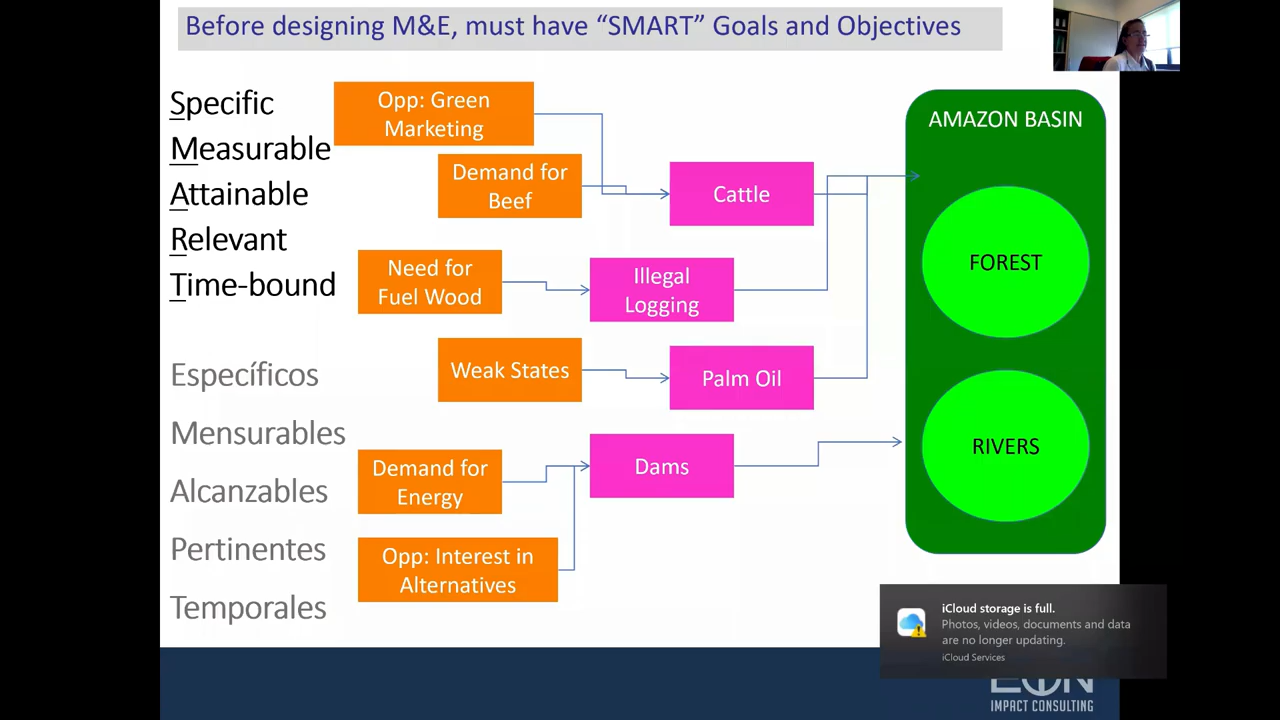 Before designing M&E, must have “SMART” Goals and Objectives
Specific
Measurable
Attainable
Relevant
Time-bound
Específicos
Mensurables
Alcanzables
Pertinentes
Temporales
Opp: Green
Marketing
Demand for
Beef
Need for
Fuel Wood
Weak States
Demand for
Energy
Opp: Interest in
Alternatives
Cattle
Illegal
Logging
Palm Oil
Dams
AMAZON BASIN
FOREST
RIVERS
iCloud storage is full.
Photos, videos, documents and data
are no longer updating.
iCloud Services
IMPACT CONSULTING